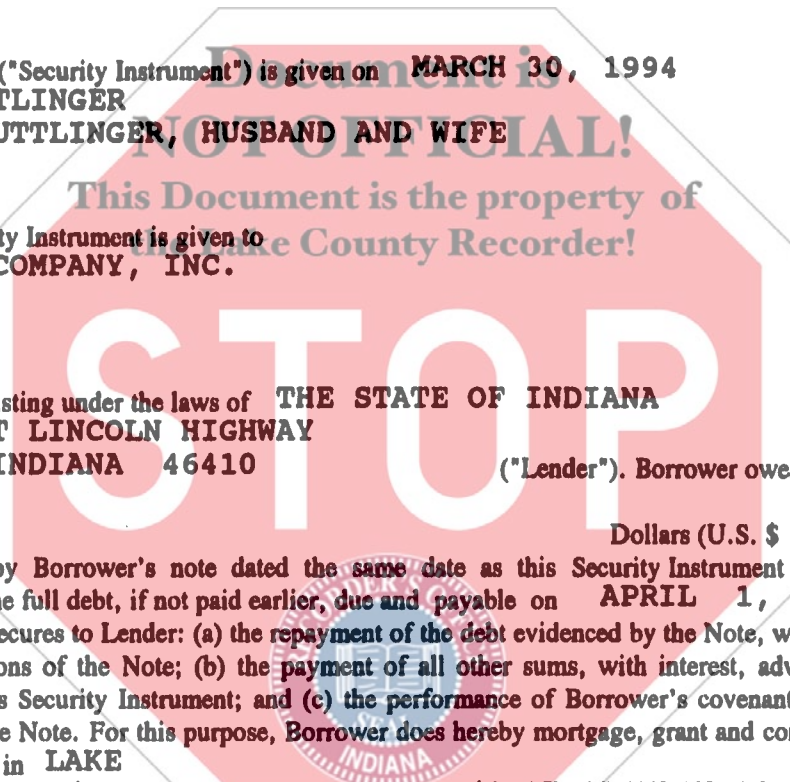 ("Security Instrument") is given on MARCH 30, 1994
TLINGER
UTTLINGER, HUSBAND AND WIFE
Document is
NOT OFFICIAL!
This Document is the property of
the Lake County Recorder!
ty Instrument is given to
COMPANY, INC.
STOP
sting under the laws of THE STATE OF INDIANA
T LINCOLN HIGHWAY
INDIANA 46410 ("Lender"). Borrower owe
Dollars (U.S. $
by Borrower's note dated the same date as this Security Instrument
he full debt, if not paid earlier, due and payable on APRIL 1,
ecures to Lender: (a) the repayment of the debt evidenced by the Note, w
ons of the Note; (b) the payment of all other sums, with interest, adv
s Security Instrument; and (c) the performance of Borrower's covenant
e Note. For this purpose, Borrower does hereby mortgage, grant and co
in LAKE
RECORDER'S OFFICE
SEAL
INDIANA